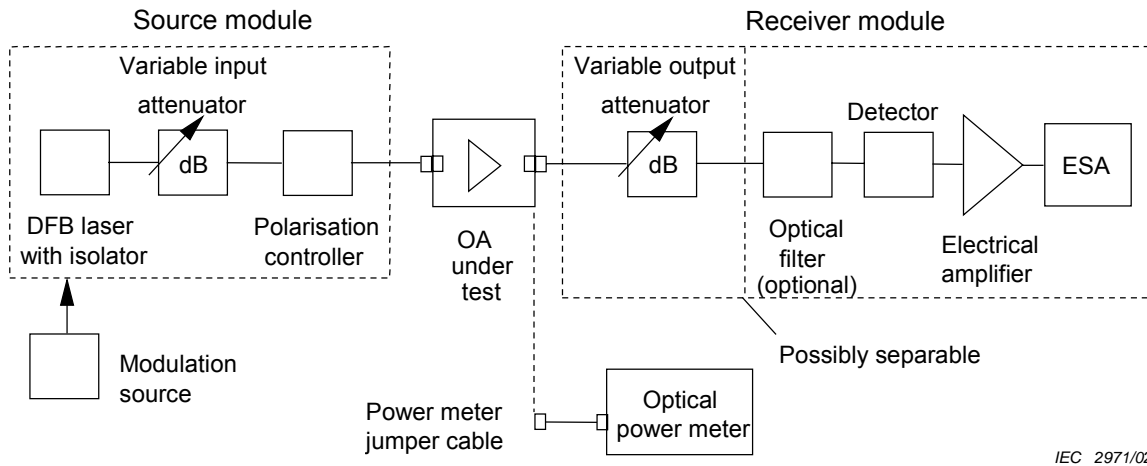 Source module
Receiver module
Variable input
attenuator
dB
DFB laser
with isolator
Polarisation
controller
Modulation
source
OA
under
test
Variable output
attenuator
dB
Optical
filter
(optional)
Detector
Electrical
amplifier
ESA
Possibly separable
Power meter
jumper cable
Optical
power meter
IEC 2971/02